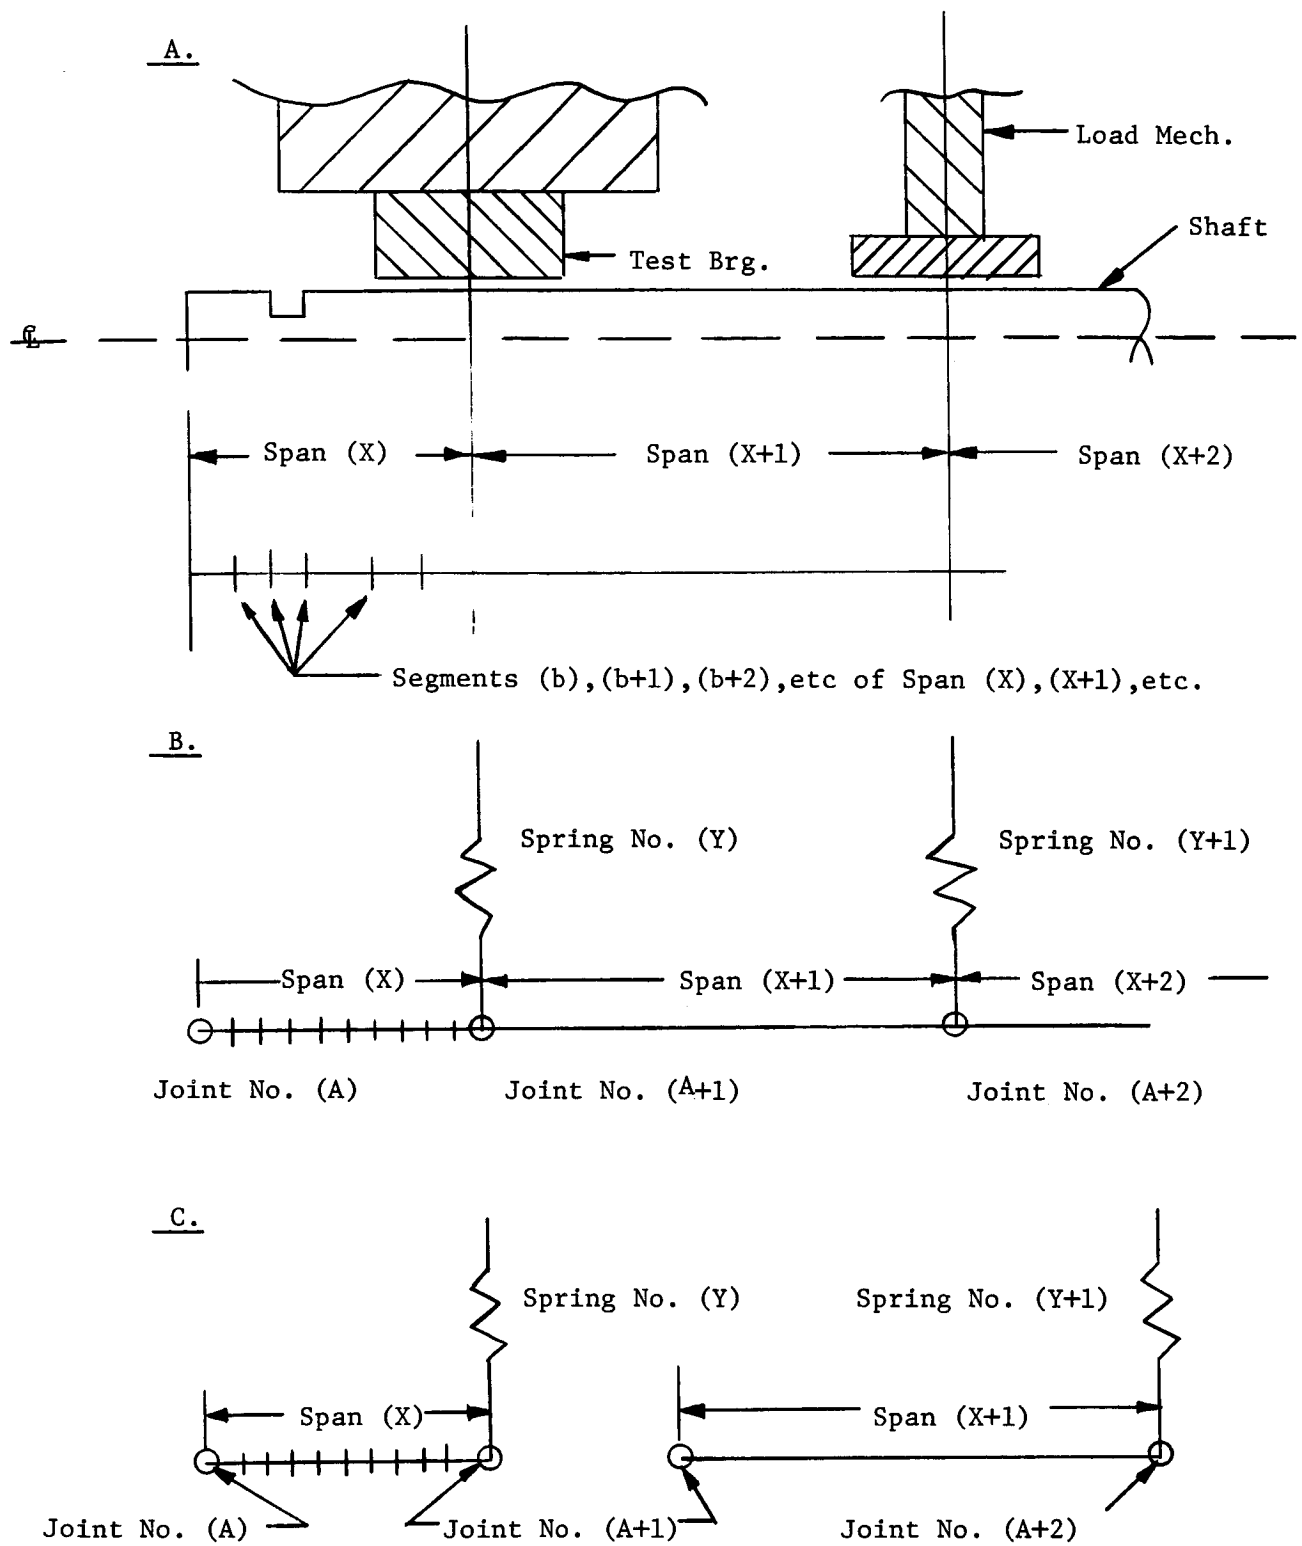 A.
Load Mech.
Shaft
Test Brg.
℄
Span (X)
Span (X+1)
Span (X+2)
Segments (b),(b+1),(b+2),etc of Span (X),(X+1),etc.
B.
Spring No. (Y)
Spring No. (Y+1)
Span (X)
Span (X+1)
Span (X+2)
Joint No. (A)
Joint No. (A+1)
Joint No. (A+2)
C.
Spring No. (Y)
Spring No. (Y+1)
Span (X)
Span (X+1)
Joint No. (A)
Joint No. (A+1)
Joint No. (A+2)